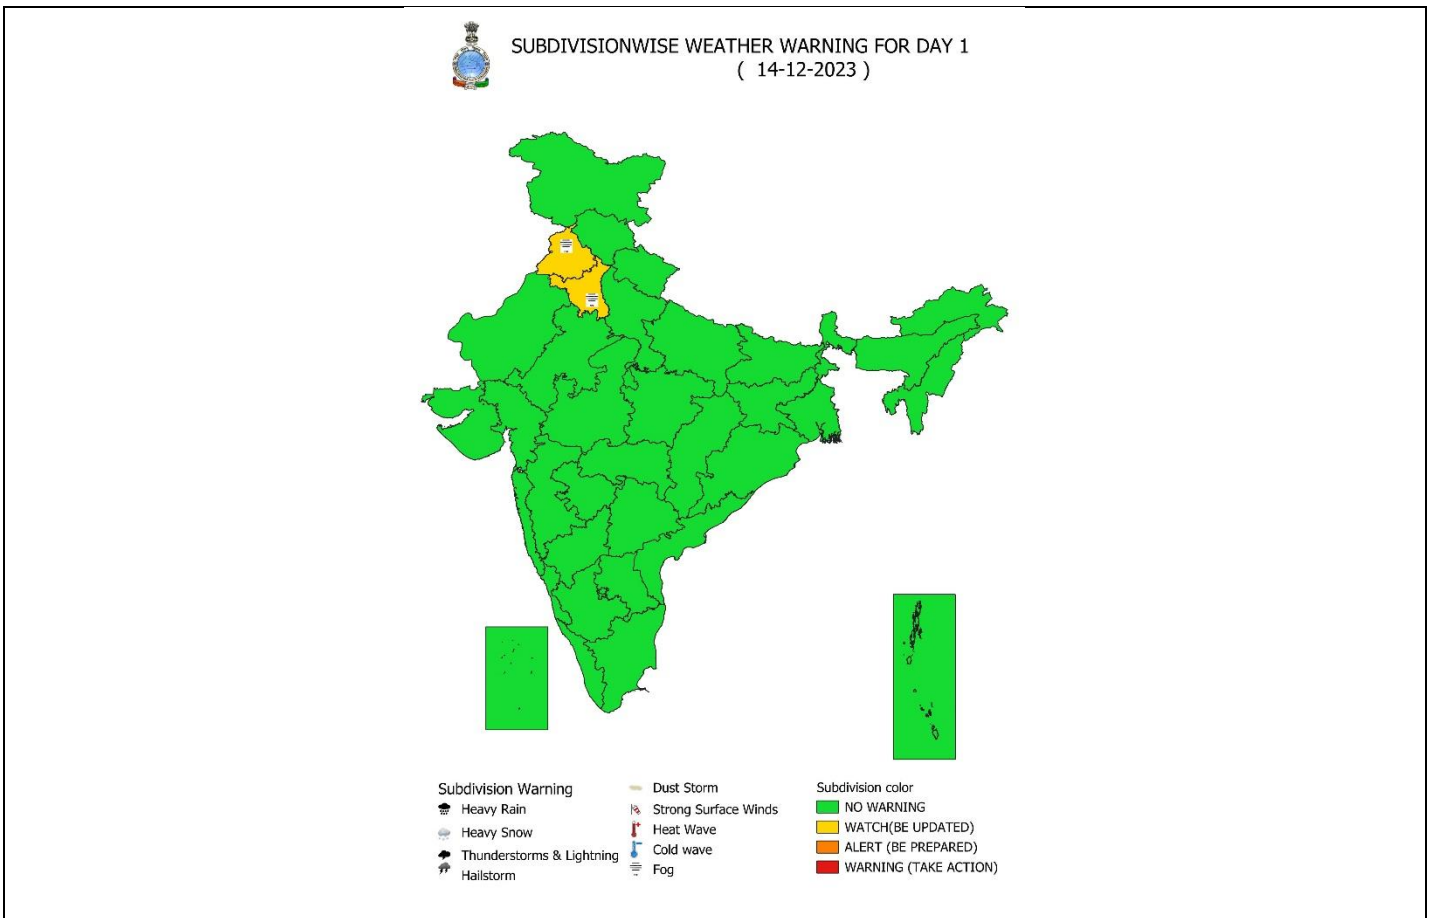 SUBDIVISIONWISE WEATHER WARNING FOR DAY 1
( 14-12-2023 )
Subdivision Warning
Heavy Rain
Heavy Snow
Thunderstorms & Lightning
Hailstorm
Dust Storm
Strong Surface Winds
Heat Wave
Cold wave
Fog
Subdivision color
NO WARNING
WATCH(BE UPDATED)
ALERT (BE PREPARED)
WARNING (TAKE ACTION)